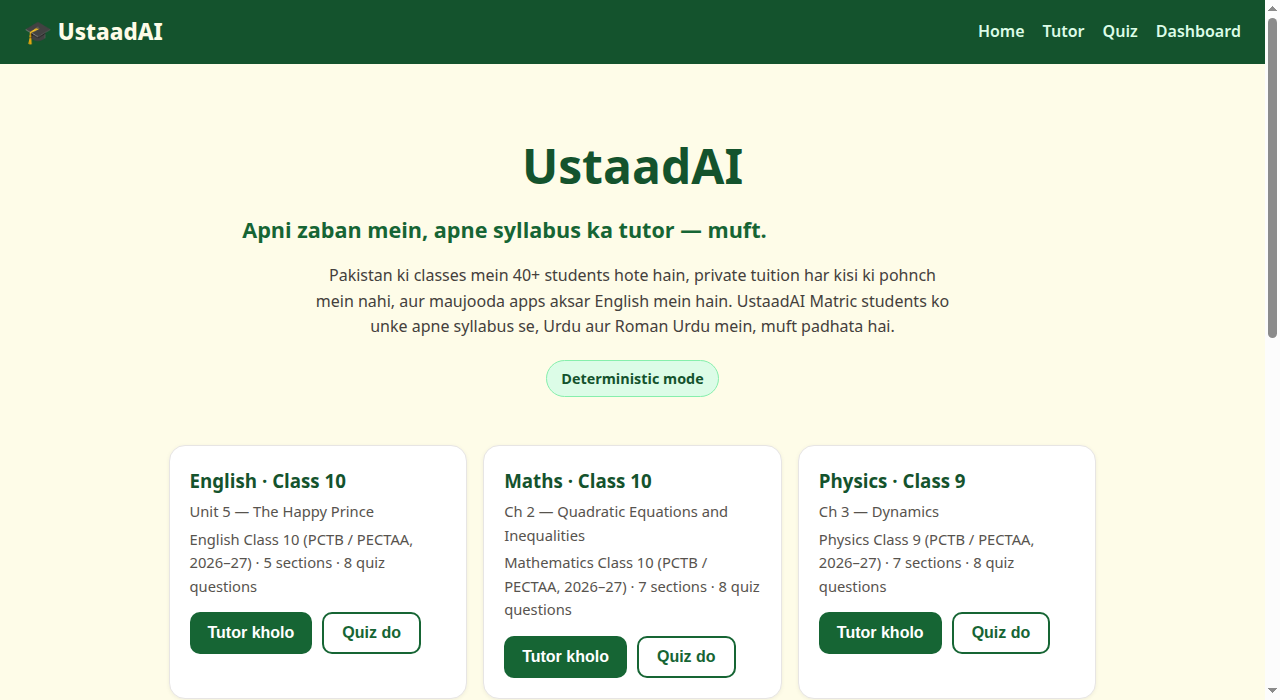 🎓 UstaadAI
Home Tutor Quiz Dashboard
UstaadAI
Apni zaban mein, apne syllabus ka tutor — muft.
Pakistan ki classes mein 40+ students hote hain, private tuition har kisi ki pohnch
mein nahi, aur maujooda apps aksar English mein hain. UstaadAI Matric students ko
unke apne syllabus se, Urdu aur Roman Urdu mein, muft padhata hai.
Deterministic mode
English · Class 10
Unit 5 — The Happy Prince
English Class 10 (PCTB / PECTAA,
2026–27) · 5 sections · 8 quiz
questions
Tutor kholo Quiz do
Maths · Class 10
Ch 2 — Quadratic Equations and
Inequalities
Mathematics Class 10 (PCTB /
PECTAA, 2026–27) · 7 sections · 8 quiz
questions
Tutor kholo Quiz do
Physics · Class 9
Ch 3 — Dynamics
Physics Class 9 (PCTB / PECTAA,
2026–27) · 7 sections · 8 quiz
questions
Tutor kholo Quiz do